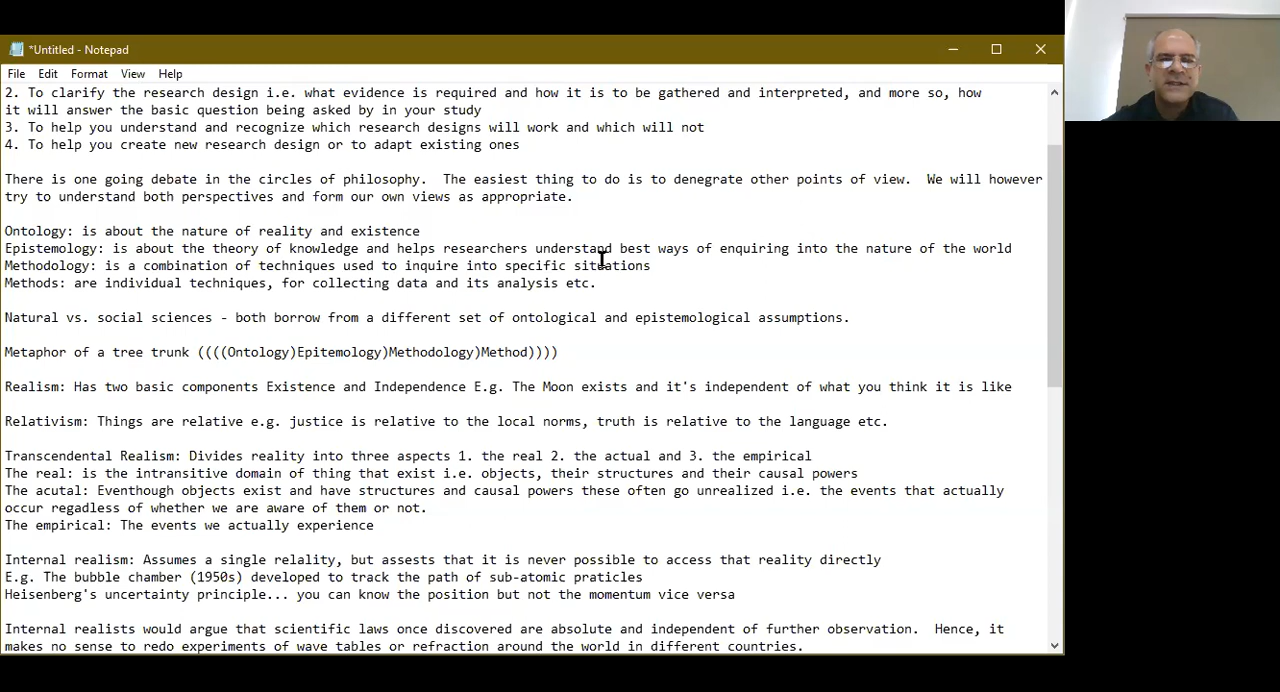 *Untitled - Notepad
File Edit Format View Help
2. To clarify the research design i.e. what evidence is required and how it is to be gathered and interpreted, and more so, how
it will answer the basic question being asked by in your study
3. To help you understand and recognize which research designs will work and which will not
4. To help you create new research design or to adapt existing ones
There is one going debate in the circles of philosophy. The easiest thing to do is to denegrate other points of view. We will however
try to understand both perspectives and form our own views as appropriate.
Ontology: is about the nature of reality and existence
Epistemology: is about the theory of knowledge and helps researchers understand best ways of enquiring into the nature of the world
Methodology: is a combination of techniques used to inquire into specific situations
Methods: are individual techniques, for collecting data and its analysis etc.
Natural vs. social sciences - both borrow from a different set of ontological and epistemological assumptions.
Metaphor of a tree trunk ((((Ontology)Epitemology)Methodology)Method))))
Realism: Has two basic components Existence and Independence E.g. The Moon exists and it's independent of what you think it is like
Relativism: Things are relative e.g. justice is relative to the local norms, truth is relative to the language etc.
Transcendental Realism: Divides reality into three aspects 1. the real 2. the actual and 3. the empirical
The real: is the intransitive domain of thing that exist i.e. objects, their structures and their causal powers
The acutal: Eventhough objects exist and have structures and causal powers these often go unrealized i.e. the events that actually
occur regadless of whether we are aware of them or not.
The empirical: The events we actually experience
Internal realism: Assumes a single relality, but assests that it is never possible to access that reality directly
E.g. The bubble chamber (1950s) developed to track the path of sub-atomic praticles
Heisenberg's uncertainty principle... you can know the position but not the momentum vice versa
Internal realists would argue that scientific laws once discovered are absolute and independent of further observation. Hence, it
makes no sense to redo experiments of wave tables or refraction around the world in different countries.